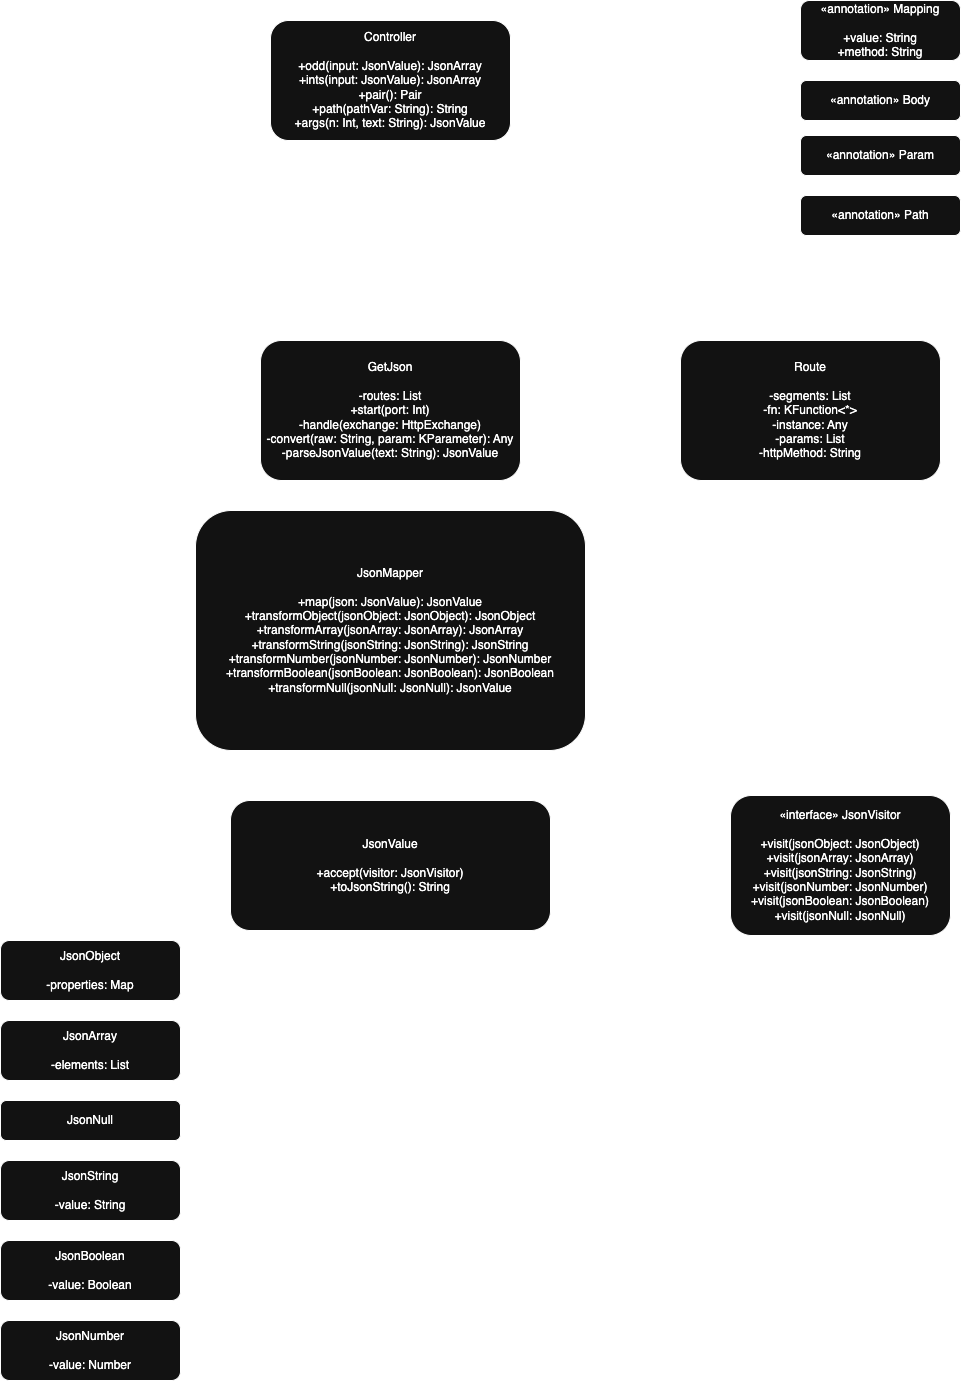 Controller
+odd(input: JsonValue): JsonArray
+ints(input: JsonValue): JsonArray
+pair(): Pair
+path(pathVar: String): String
+args(n: Int, text: String): JsonValue
«annotation» Mapping
+value: String
+method: String
«annotation» Body
«annotation» Param
«annotation» Path
GetJson
-routes: List
+start(port: Int)
-handle(exchange: HttpExchange)
-convert(raw: String, param: KParameter): Any
-parseJsonValue(text: String): JsonValue
Route
-segments: List
-fn: KFunction<*>
-instance: Any
-params: List
-httpMethod: String
JsonMapper
+map(json: JsonValue): JsonValue
+transformObject(jsonObject: JsonObject): JsonObject
+transformArray(jsonArray: JsonArray): JsonArray
+transformString(jsonString: JsonString): JsonString
+transformNumber(jsonNumber: JsonNumber): JsonNumber
+transformBoolean(jsonBoolean: JsonBoolean): JsonBoolean
+transformNull(jsonNull: JsonNull): JsonValue
JsonValue
+accept(visitor: JsonVisitor)
+toJsonString(): String
«interface» JsonVisitor
+visit(jsonObject: JsonObject)
+visit(jsonArray: JsonArray)
+visit(jsonString: JsonString)
+visit(jsonNumber: JsonNumber)
+visit(jsonBoolean: JsonBoolean)
+visit(jsonNull: JsonNull)
JsonObject
-properties: Map
JsonArray
-elements: List
JsonNull
JsonString
-value: String
JsonBoolean
-value: Boolean
JsonNumber
-value: Number